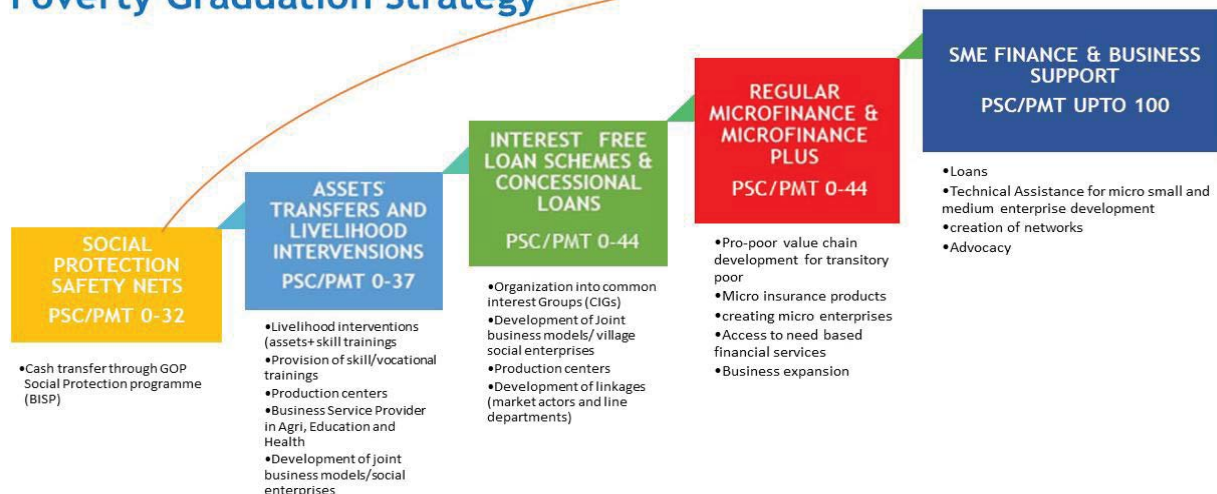 Poverty Graduation Strategy
SOCIAL
PROTECTION
SAFETY NETS
PSC/PMT 0-32
•Cash transfer through GOP
Social Protection programme
(BISP)
ASSETS
TRANSFERS AND
LIVELIHOOD
INTERVENSIONS
PSC/PMT 0-37
•Livelihood interventions
(assets+ skill trainings
•Provision of skill/vocational
trainings
•Production centers
•Business Service Provider
in Agri, Education and
Health
•Development of joint
business models/social
enterprises
INTEREST FREE
LOAN SCHEMES &
CONCESSIONAL
LOANS
PSC/PMT 0-44
•Organization into common
interest Groups (CIGs)
•Development of Joint
business models/ village
social enterprises
•Production centers
•Development of linkages
(market actors and line
departments)
REGULAR
MICROFINANCE &
MICROFINANCE
PLUS
PSC/PMT 0-44
•Pro-poor value chain
development for transitory
poor
•Micro insurance products
•creating micro enterprises
•Access to need based
financial services
•Business expansion
SME FINANCE & BUSINESS
SUPPORT
PSC/PMT UPTO 100
•Loans
•Technical Assistance for micro small and
medium enterprise development
•creation of networks
•Advocacy